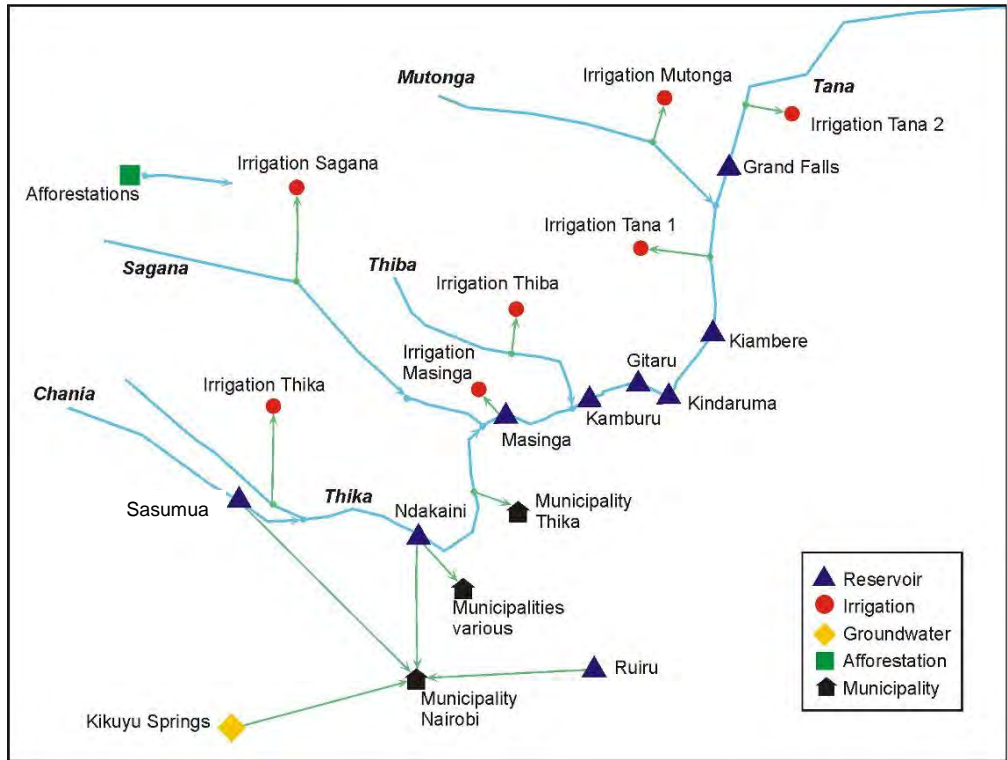 Mutonga
Irrigation Mutonga
Tana
Irrigation Tana 2
Grand Falls
Irrigation Sagana
Afforestations
Irrigation Tana 1
Sagana
Thiba
Irrigation Thiba
Kiambere
Irrigation
Masinga
Gitaru
Chania
Irrigation Thika
Kamburu
Kindaruma
Masinga
Sasumua
Thika
Ndakaini
Municipality
Thika
Municipalities
various
Ruiru
Municipality
Nairobi
Kikuyu Springs
Reservoir
Irrigation
Groundwater
Afforestation
Municipality